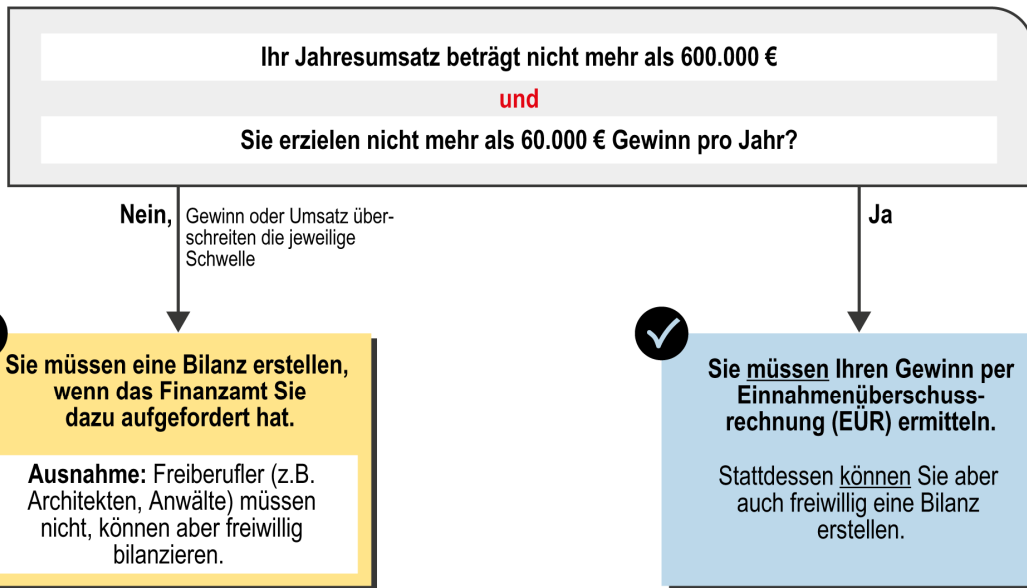 Ihr Jahresumsatz beträgt nicht mehr als 600.000 €
und
Sie erzielen nicht mehr als 60.000 € Gewinn pro Jahr?
Nein, Gewinn oder Umsatz über-
schreiten die jeweilige
Schwelle
Ja
Sie müssen eine Bilanz erstellen,
wenn das Finanzamt Sie
dazu aufgefordert hat.
Ausnahme: Freiberufler (z.B.
Architekten, Anwälte) müssen
nicht, können aber freiwillig
bilanzieren.
Sie müssen Ihren Gewinn per
Einnahmenüberschuss-
rechnung (EÜR) ermitteln.
Stattdessen können Sie aber
auch freiwillig eine Bilanz
erstellen.